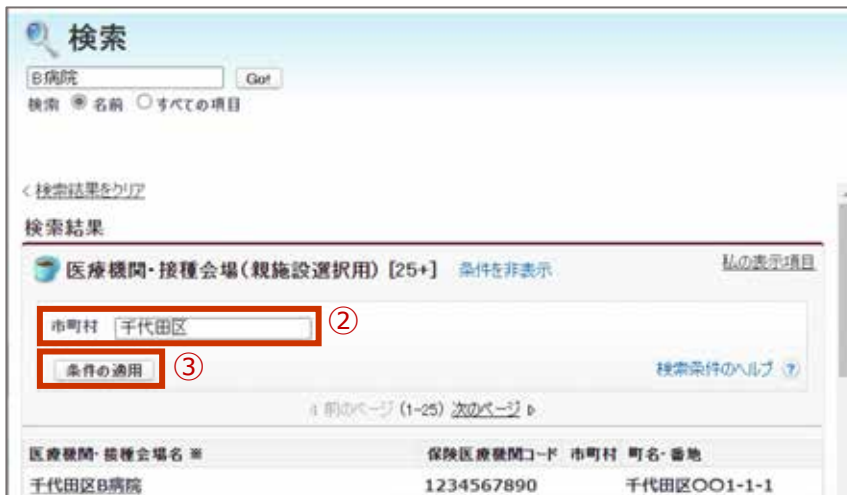 検索
B病院 Go!
検索 名前 すべての項目
< 検索結果をクリア
検索結果
医療機関・接種会場(親施設選択用) [25+] 条件を非表示 私の表示項目
市町村 千代田区 ②
条件の適用 ③ 検索条件のヘルプ ?
前のページ (1-25) 次のページ
医療機関・接種会場名 ※ 保険医療機関コード 市町村 町名・番地
千代田区B病院 1234567890 千代田区〇〇1-1-1